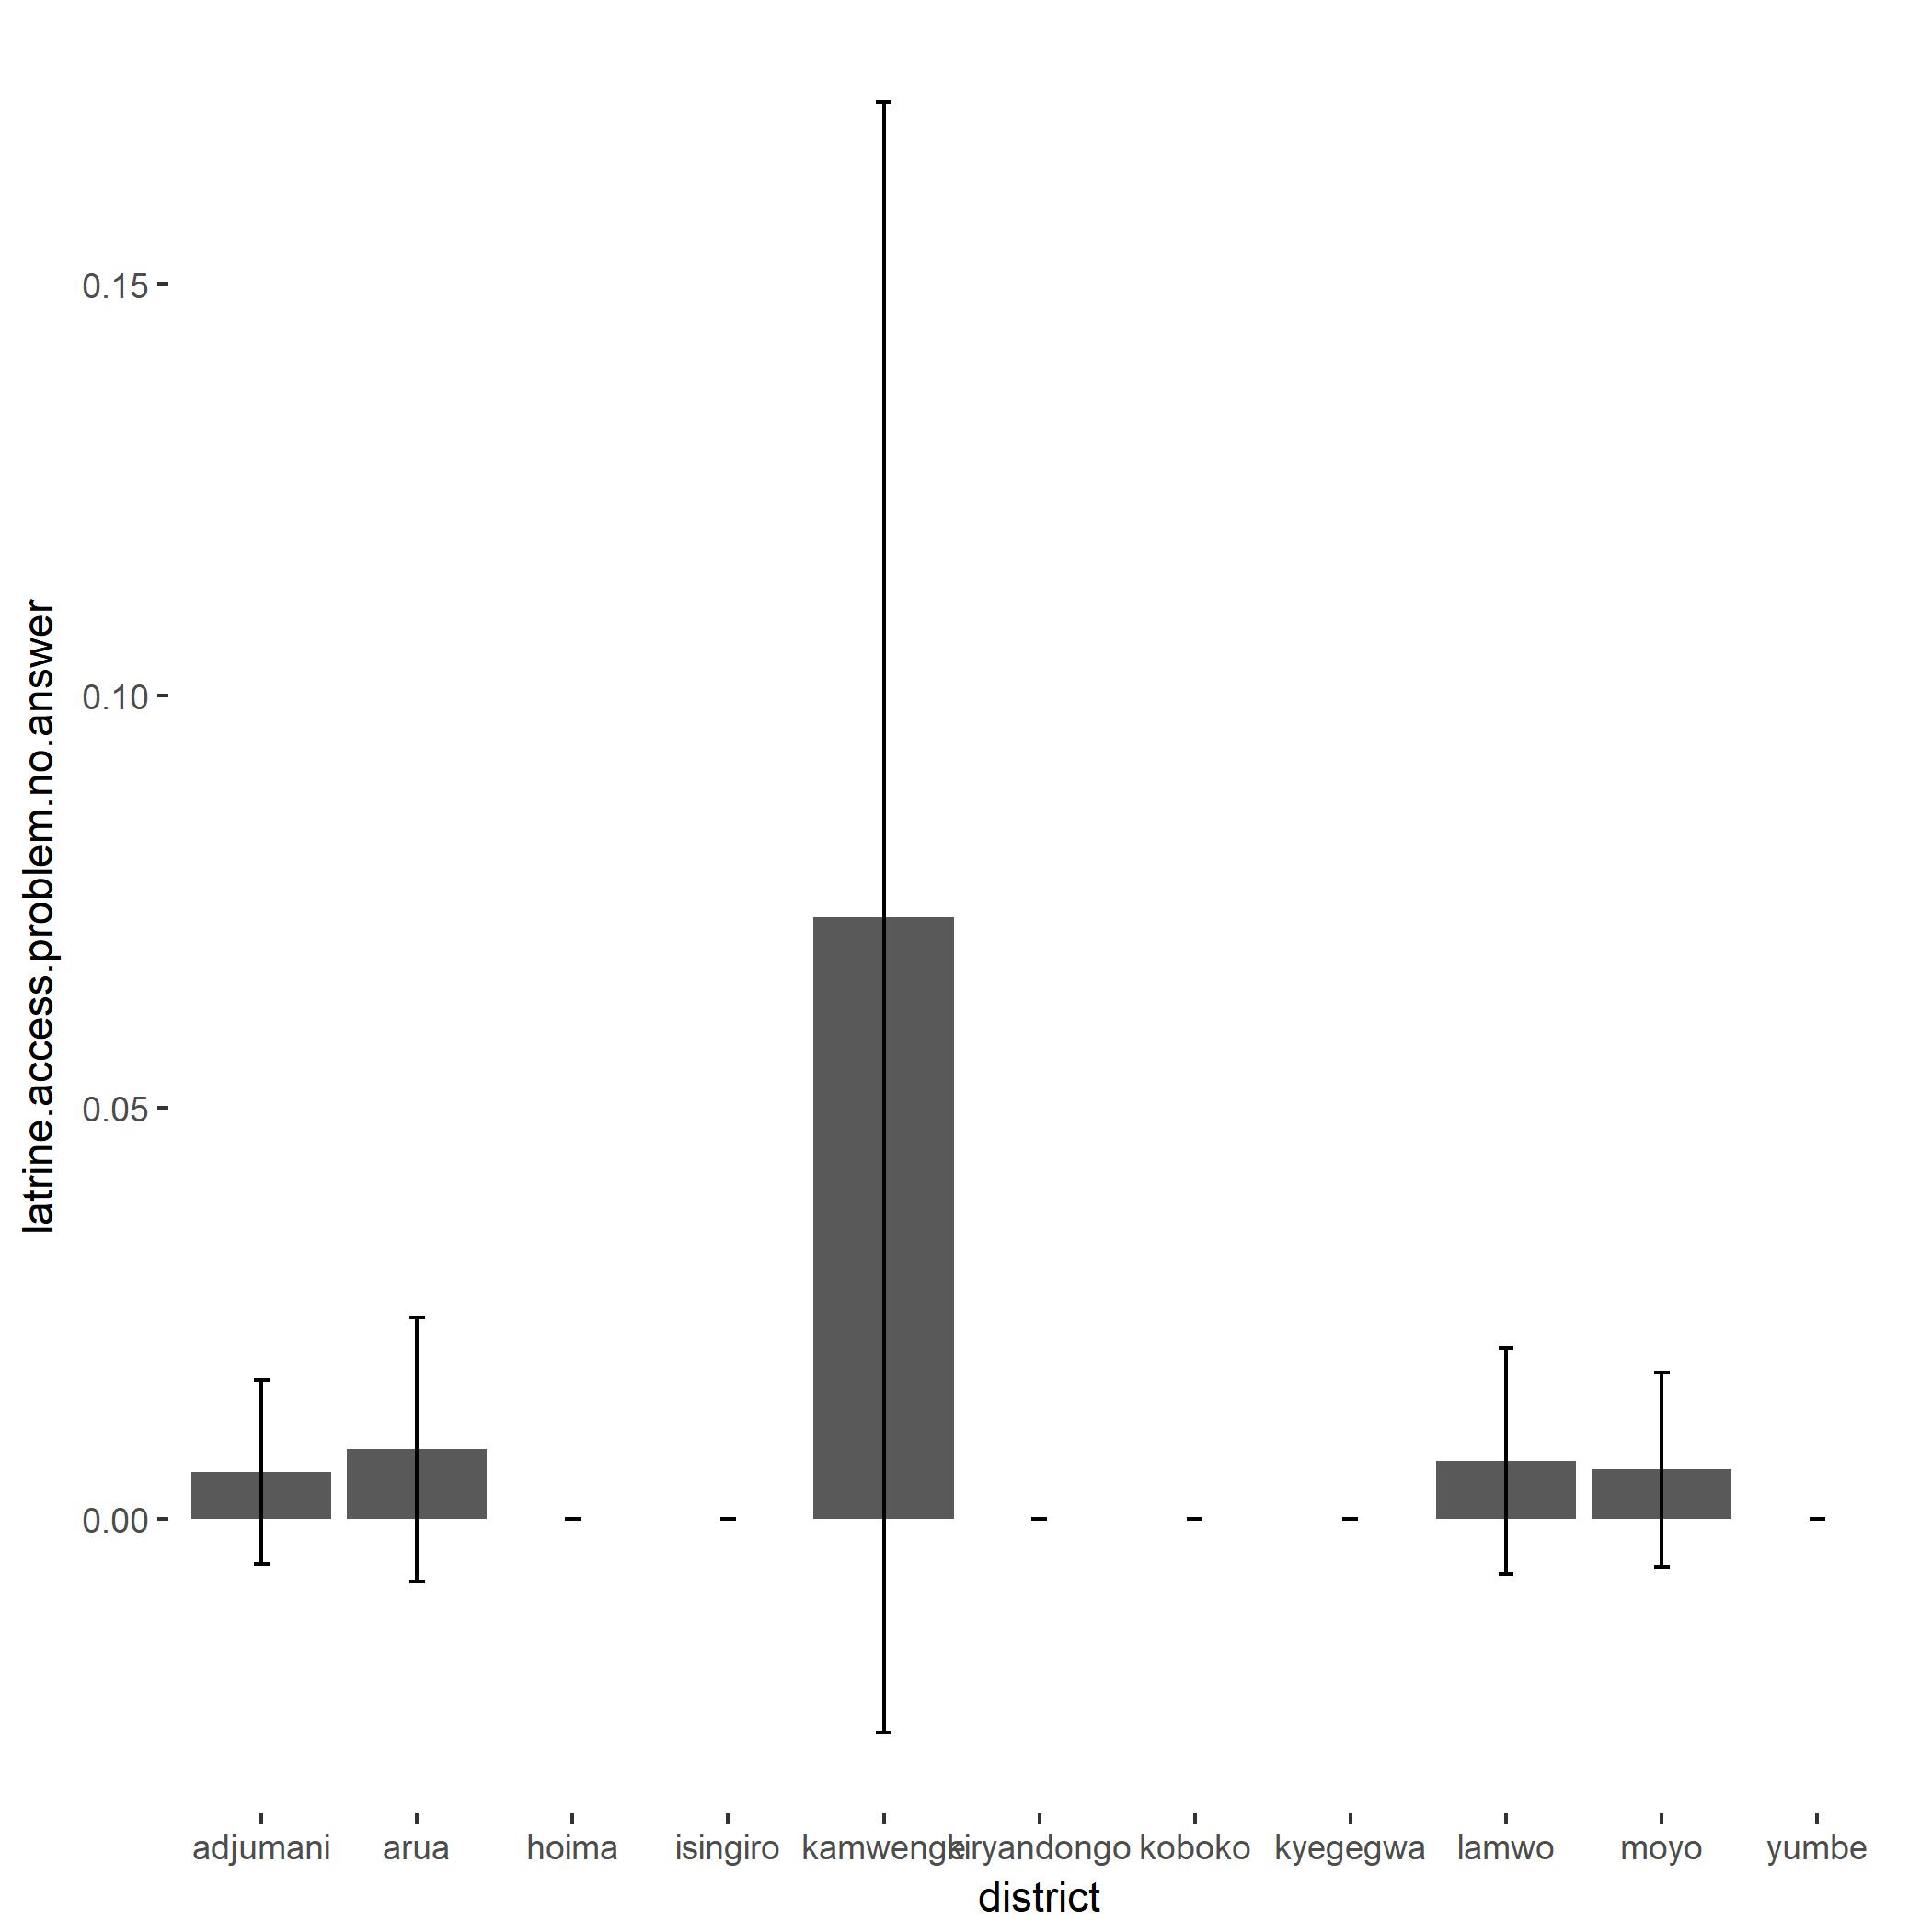 latrine.access.problem.no.answer
0.15
0.10
0.05
0.00
adjumani arua hoima isingiro kamwenge kiryandongo koboko kyegegwa lamwo moyo yumbe
district